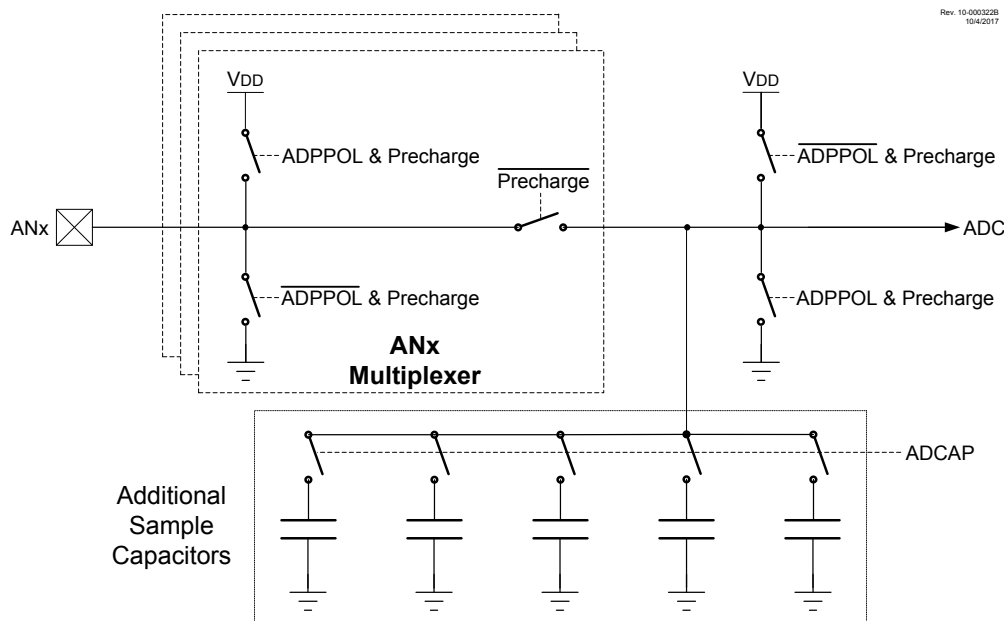 Rev. 10-000322B
10/4/2017
VDD
VDD
ADPPOL & Precharge
Precharge
ADPPOL & Precharge
ANx
ADC
ADPPOL & Precharge
ADPPOL & Precharge
ANx
Multiplexer
ADCAP
Additional
Sample
Capacitors